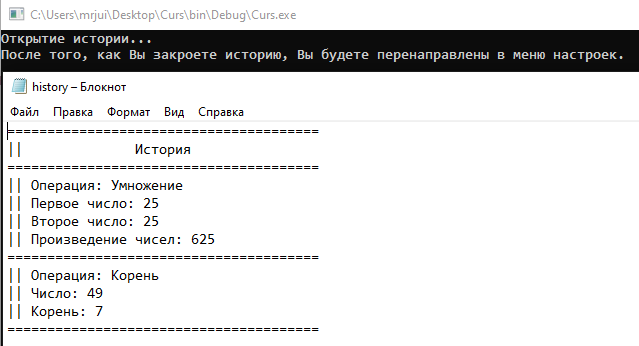 C:\Users\mrjui\Desktop\Curs\bin\Debug\Curs.exe
Открытие истории...
После того, как Вы закроете историю, Вы будете перенаправлены в меню настроек.
history – Блокнот
Файл Правка Формат Вид Справка
=======================================
|| История
=======================================
|| Операция: Умножение
|| Первое число: 25
|| Второе число: 25
|| Произведение чисел: 625
=======================================
|| Операция: Корень
|| Число: 49
|| Корень: 7
=======================================